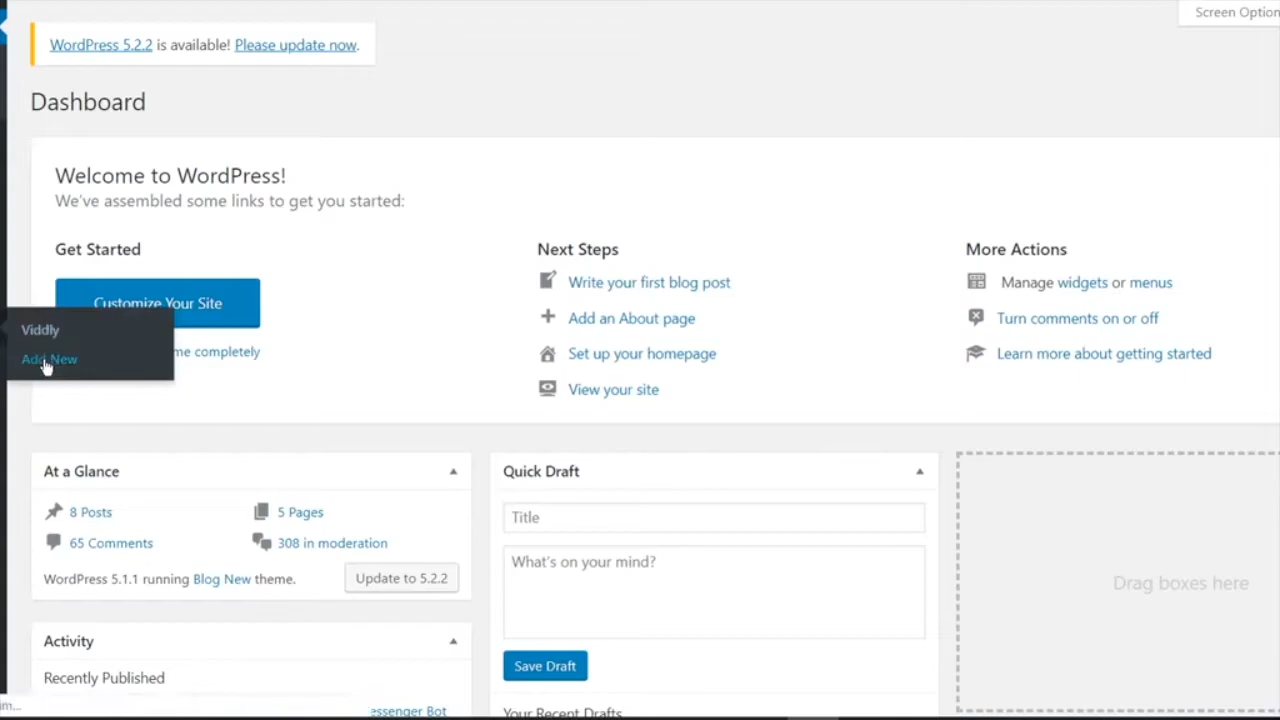 Screen Option
WordPress 5.2.2 is available! Please update now.
Dashboard
Welcome to WordPress!
We've assembled some links to get you started:
Get Started
Customize Your Site
Viddly
Add New
me completely
Next Steps
Write your first blog post
Add an About page
Set up your homepage
View your site
More Actions
Manage widgets or menus
Turn comments on or off
Learn more about getting started
At a Glance
8 Posts
5 Pages
65 Comments
308 in moderation
WordPress 5.1.1 running Blog New theme.
Update to 5.2.2
Activity
Recently Published
essenger Bot
Quick Draft
Title
What's on your mind?
Save Draft
Your Recent Drafts
Drag boxes here